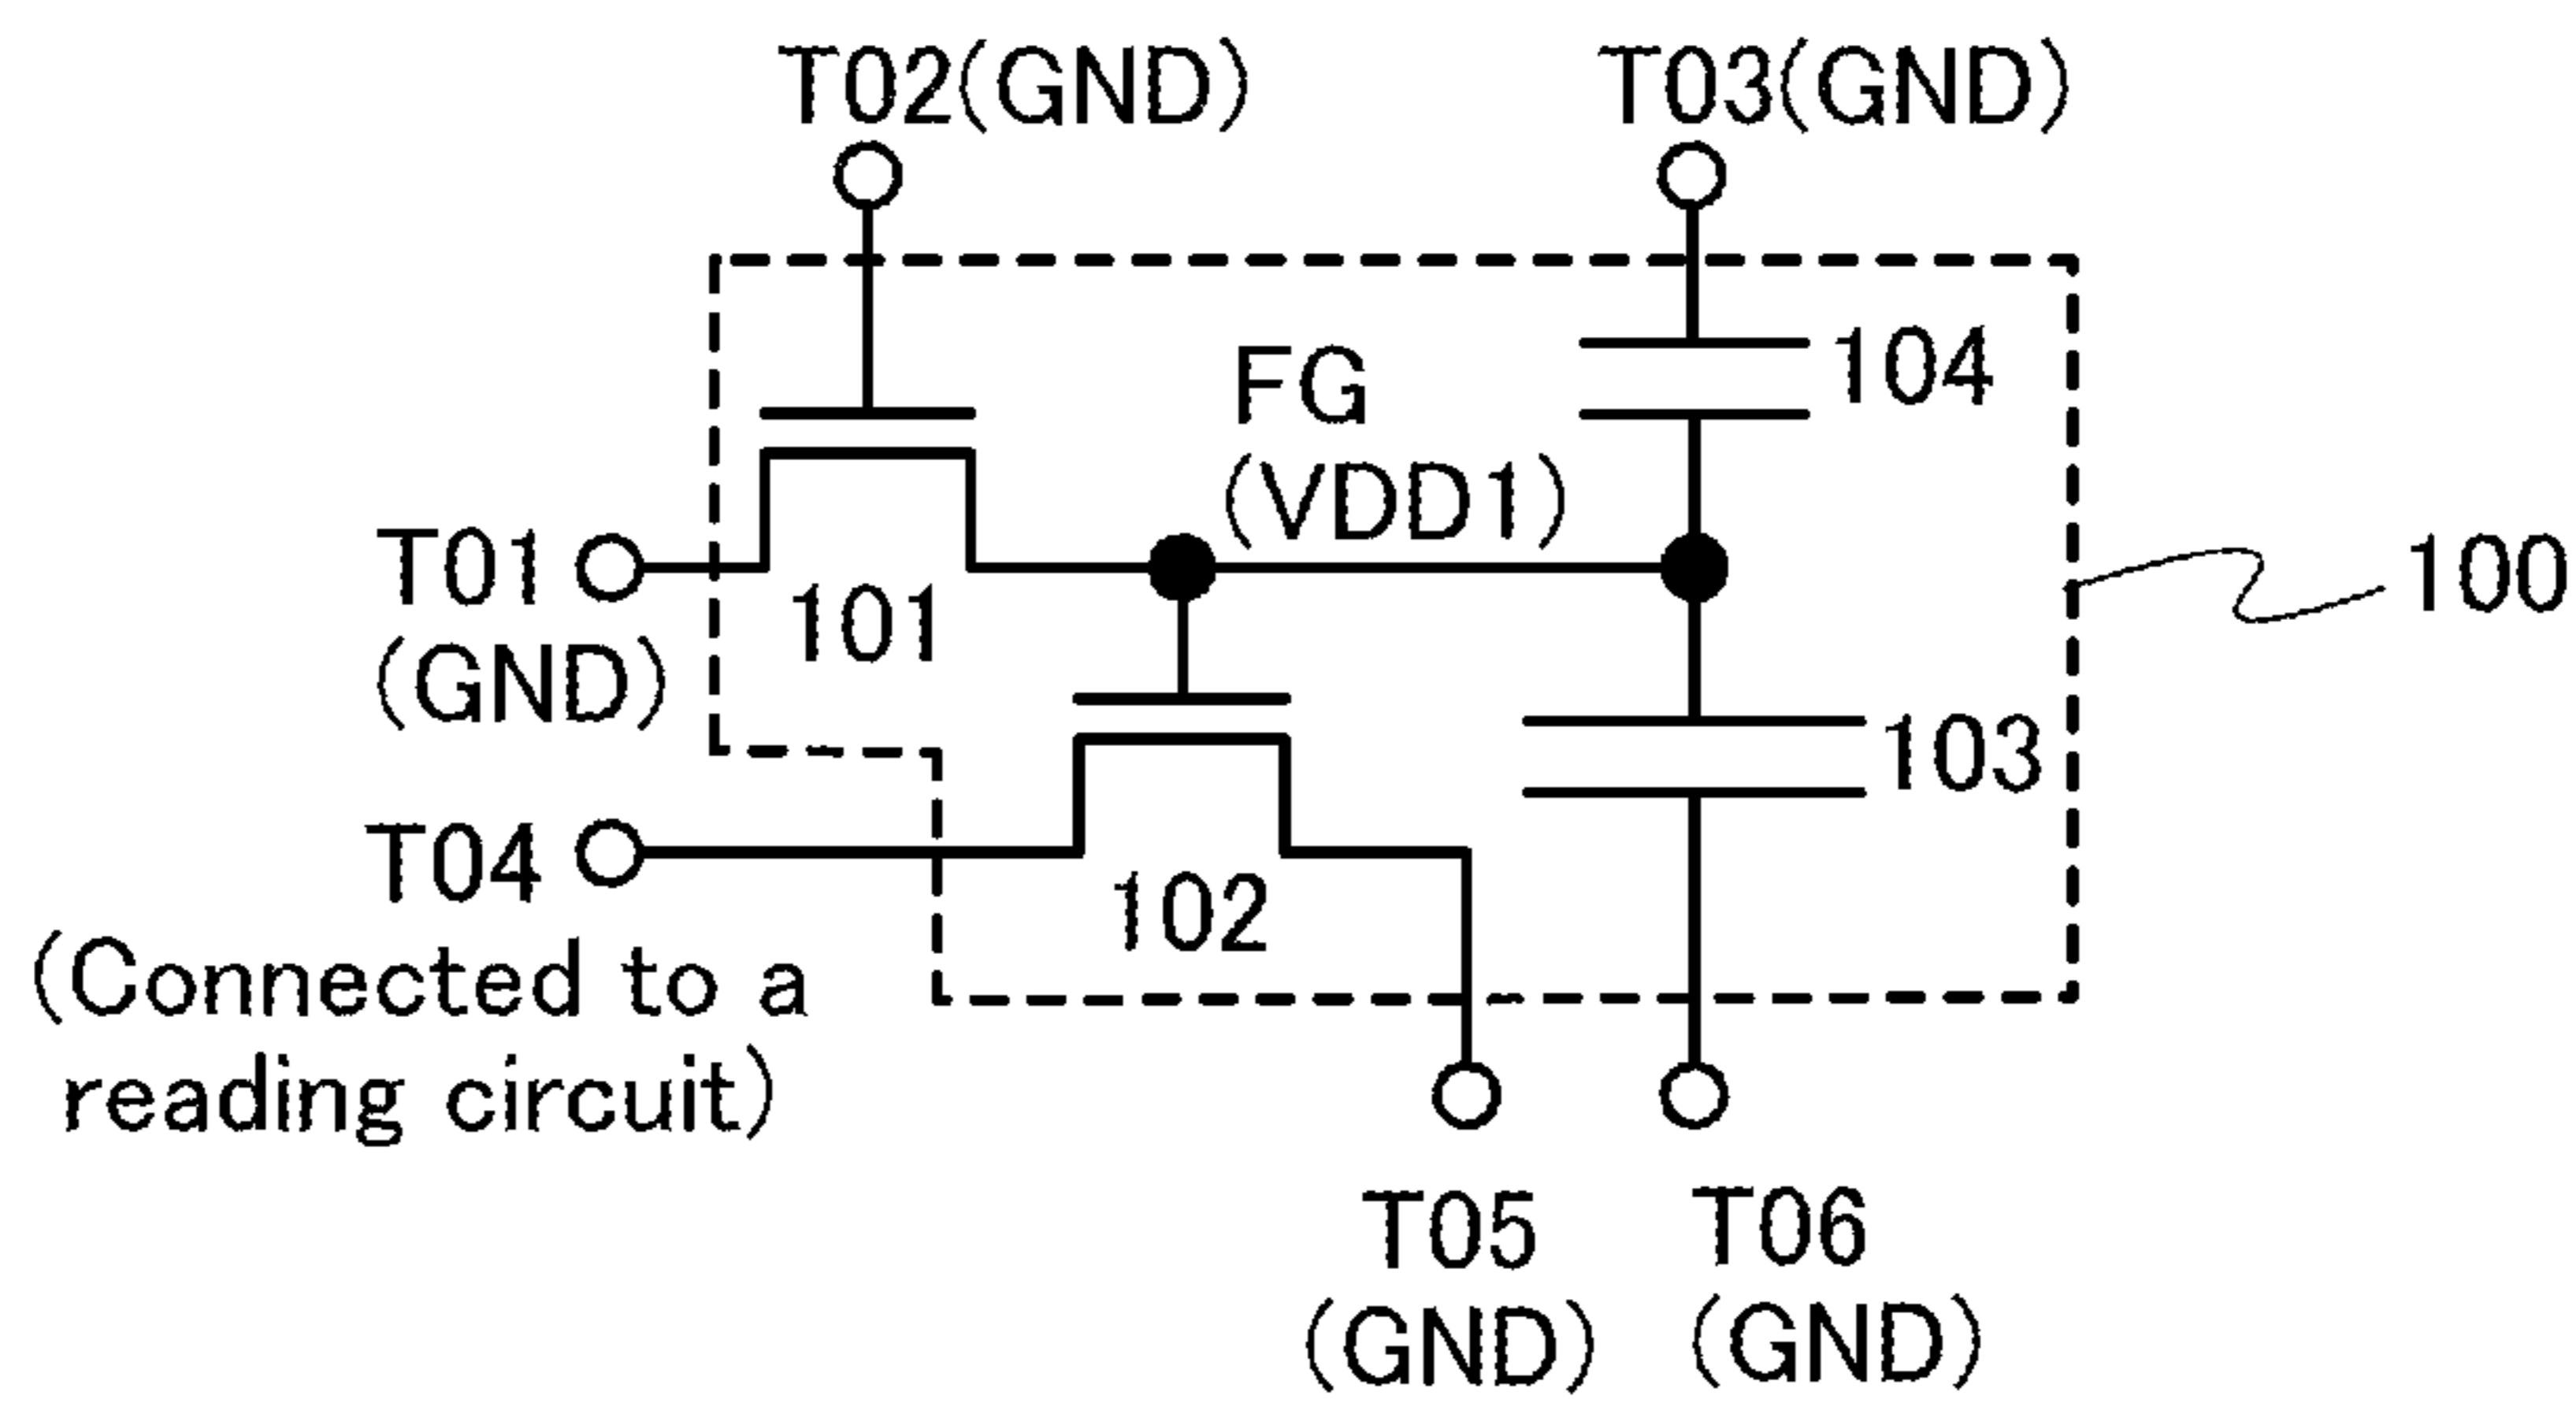 T02(GND)
T03(GND)
104
FG
(VDD1)
T01
(GND)
101
100
103
T04
(Connected to a
reading circuit)
102
T05
(GND)
T06
(GND)